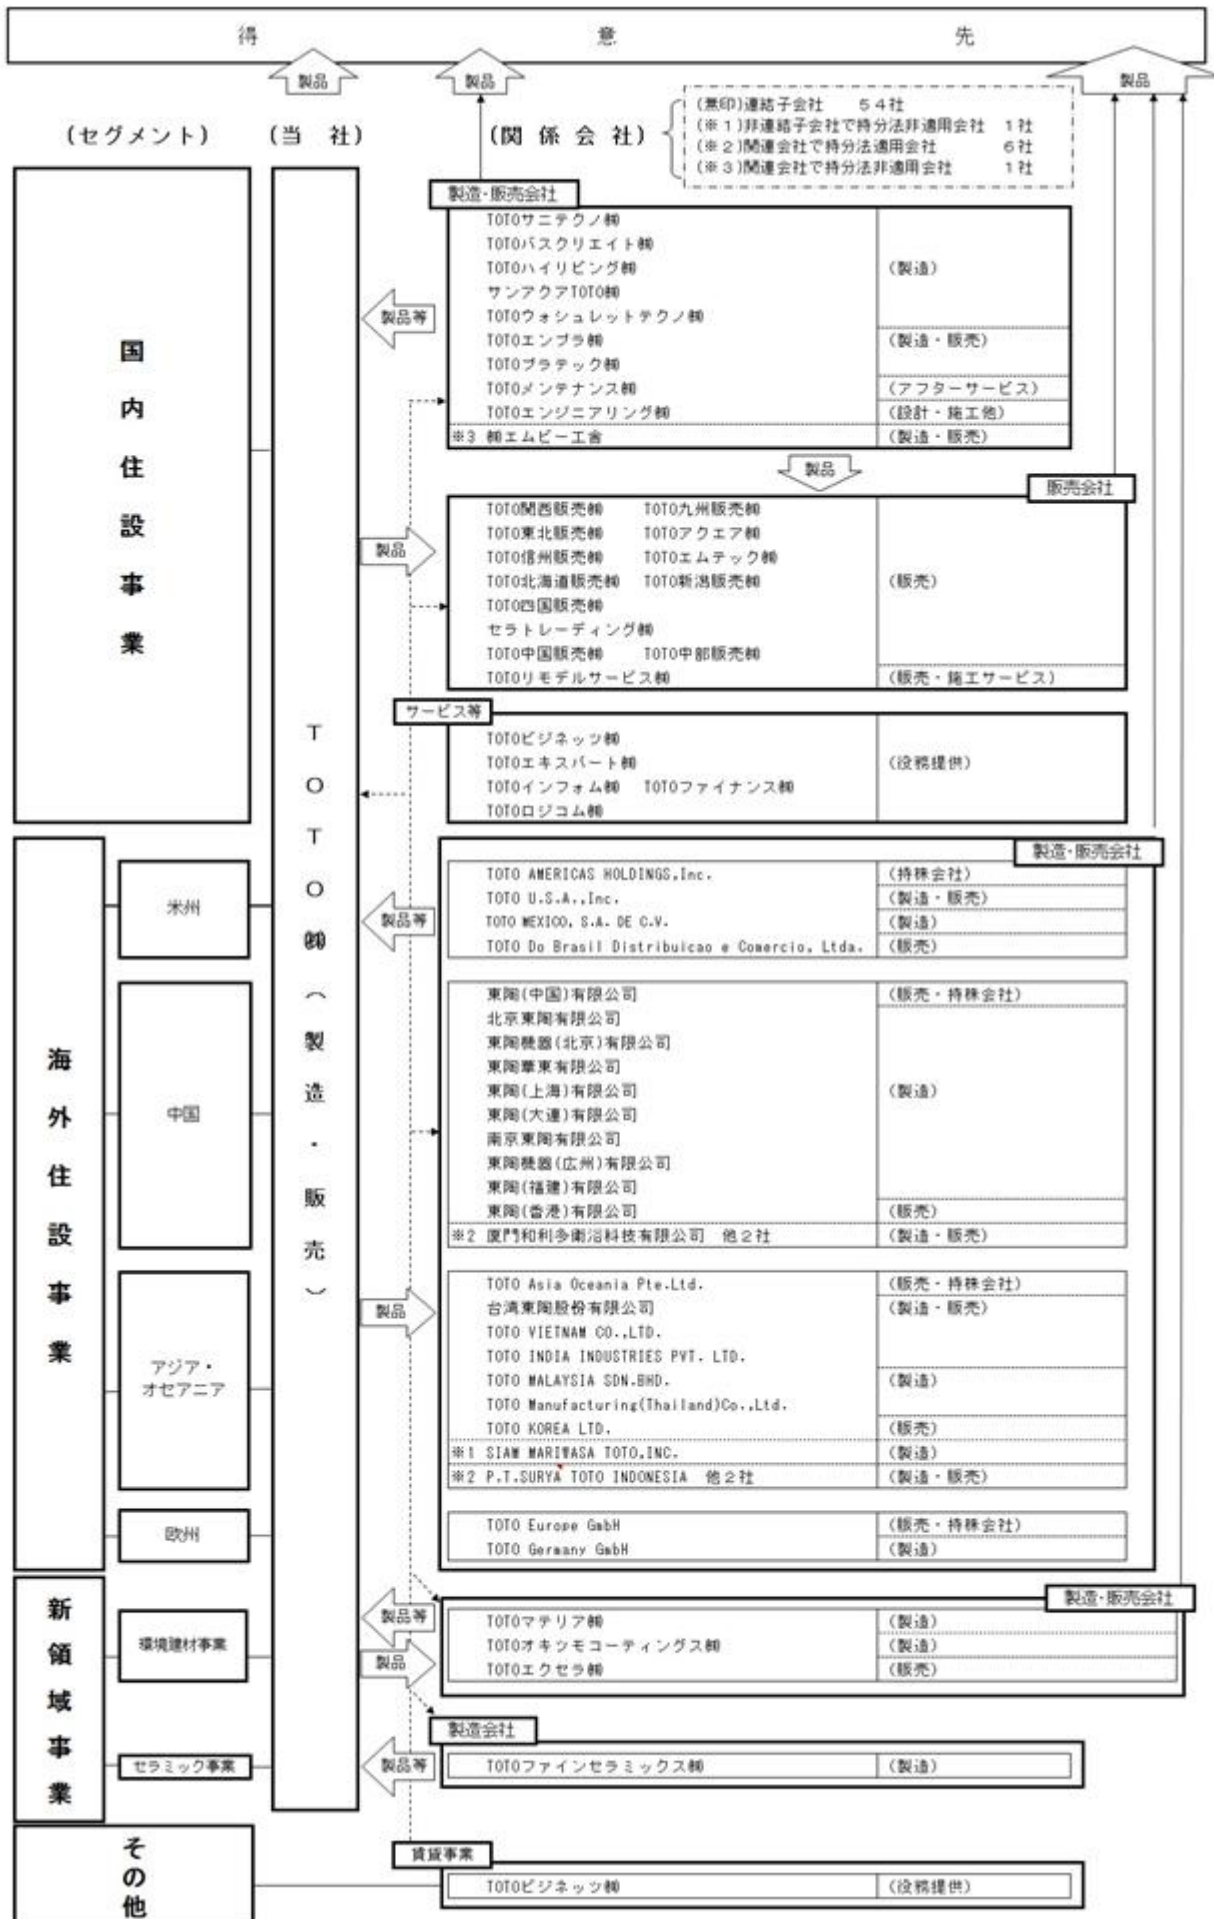 得意先
製品
製品
製品
(セグメント)
(当社)
(関係会社)
(無印)連結子会社 54社
(※1)非連結子会社で持分法非適用会社 1社
(※2)関連会社で持分法適用会社 6社
(※3)関連会社で持分法非適用会社 1社
国内住設事業
TOTO㈱(製造・販売)
製造・販売会社
TOTOサニテクノ㈱
TOTOバスクリエイト㈱
TOTOハイリビング㈱
(製造)
サンアクアTOTO㈱
製品等
TOTOウォシュレットテクノ㈱
TOTOエンプラ㈱
(製造・販売)
TOTOプラテック㈱
TOTOメンテナンス㈱
(アフターサービス)
TOTOエンジニアリング㈱
(設計・施工他)
※3 ㈱エムビー工舎
(製造・販売)
製品
販売会社
TOTO関西販売㈱ TOTO九州販売㈱
TOTO東北販売㈱ TOTOアクエア㈱
製品
TOTO信州販売㈱ TOTOエムテック㈱
TOTO北海道販売㈱ TOTO新潟販売㈱
(販売)
TOTO四国販売㈱
セラトレーディング㈱
TOTO中国販売㈱ TOTO中部販売㈱
TOTOリモデルサービス㈱
(販売・施工サービス)
サービス等
TOTOビジネッツ㈱
TOTOエキスパート㈱
(役務提供)
TOTOインフォム㈱ TOTOファイナンス㈱
TOTOロジコム㈱
海外住設事業
製造・販売会社
米州
製品等
TOTO AMERICAS HOLDINGS,Inc.
(持株会社)
TOTO U.S.A.,Inc.
(製造・販売)
TOTO MEXICO, S.A. DE C.V.
(製造)
TOTO Do Brasil Distribuicao e Comercio, Ltda.
(販売)
中国
東陶(中国)有限公司
(販売・持株会社)
北京東陶有限公司
東陶機器(北京)有限公司
東陶華東有限公司
東陶(上海)有限公司
(製造)
東陶(大連)有限公司
南京東陶有限公司
東陶機器(広州)有限公司
東陶(福建)有限公司
東陶(香港)有限公司
(販売)
※2 厦門和利多衛浴科技有限公司 他2社
(製造・販売)
アジア・
オセアニア
製品
TOTO Asia Oceania Pte.Ltd.
(販売・持株会社)
台湾東陶股份有限公司
(製造・販売)
TOTO VIETNAM CO.,LTD.
TOTO INDIA INDUSTRIES PVT. LTD.
TOTO MALAYSIA SDN.BHD.
(製造)
TOTO Manufacturing(Thailand)Co.,Ltd.
TOTO KOREA LTD.
(販売)
※1 SIAM MARIWASA TOTO,INC.
(製造)
※2 P.T.SURYA TOTO INDONESIA 他2社
(製造・販売)
欧州
TOTO Europe GmbH
(販売・持株会社)
TOTO Germany GmbH
(製造)
新領域事業
製造・販売会社
環境建材事業
製品等
製品
TOTOマテリア㈱
(製造)
TOTOオキツモコーティングス㈱
(製造)
TOTOエクセラ㈱
(販売)
製造会社
セラミック事業
製品等
TOTOファインセラミックス㈱
(製造)
その他
賃貸事業
TOTOビジネッツ㈱
(役務提供)